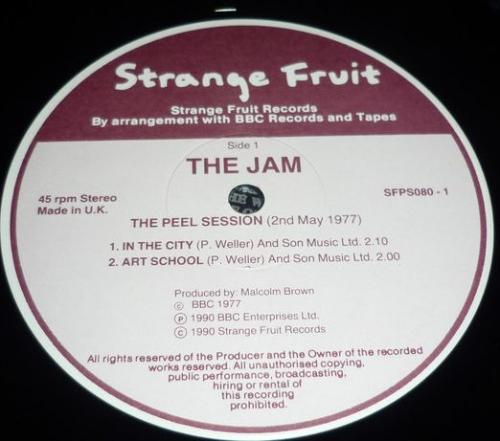 Strange Fruit
Strange Fruit Records
By arrangement with BBC Records and Tapes
Side 1
THE JAM
45 rpm Stereo
Made in U.K.
SFPS080 - 1
THE PEEL SESSION (2nd May 1977)
1. IN THE CITY (P. Weller) And Son Music Ltd. 2.10
2. ART SCHOOL (P. Weller) And Son Music Ltd. 2.00
Produced by: Malcolm Brown
© BBC 1977
℗ 1990 BBC Enterprises Ltd.
© 1990 Strange Fruit Records
All rights reserved of the Producer and the Owner of the recorded
works reserved. All unauthorised copying,
public performance, broadcasting,
hiring or rental of
this recording
prohibited.